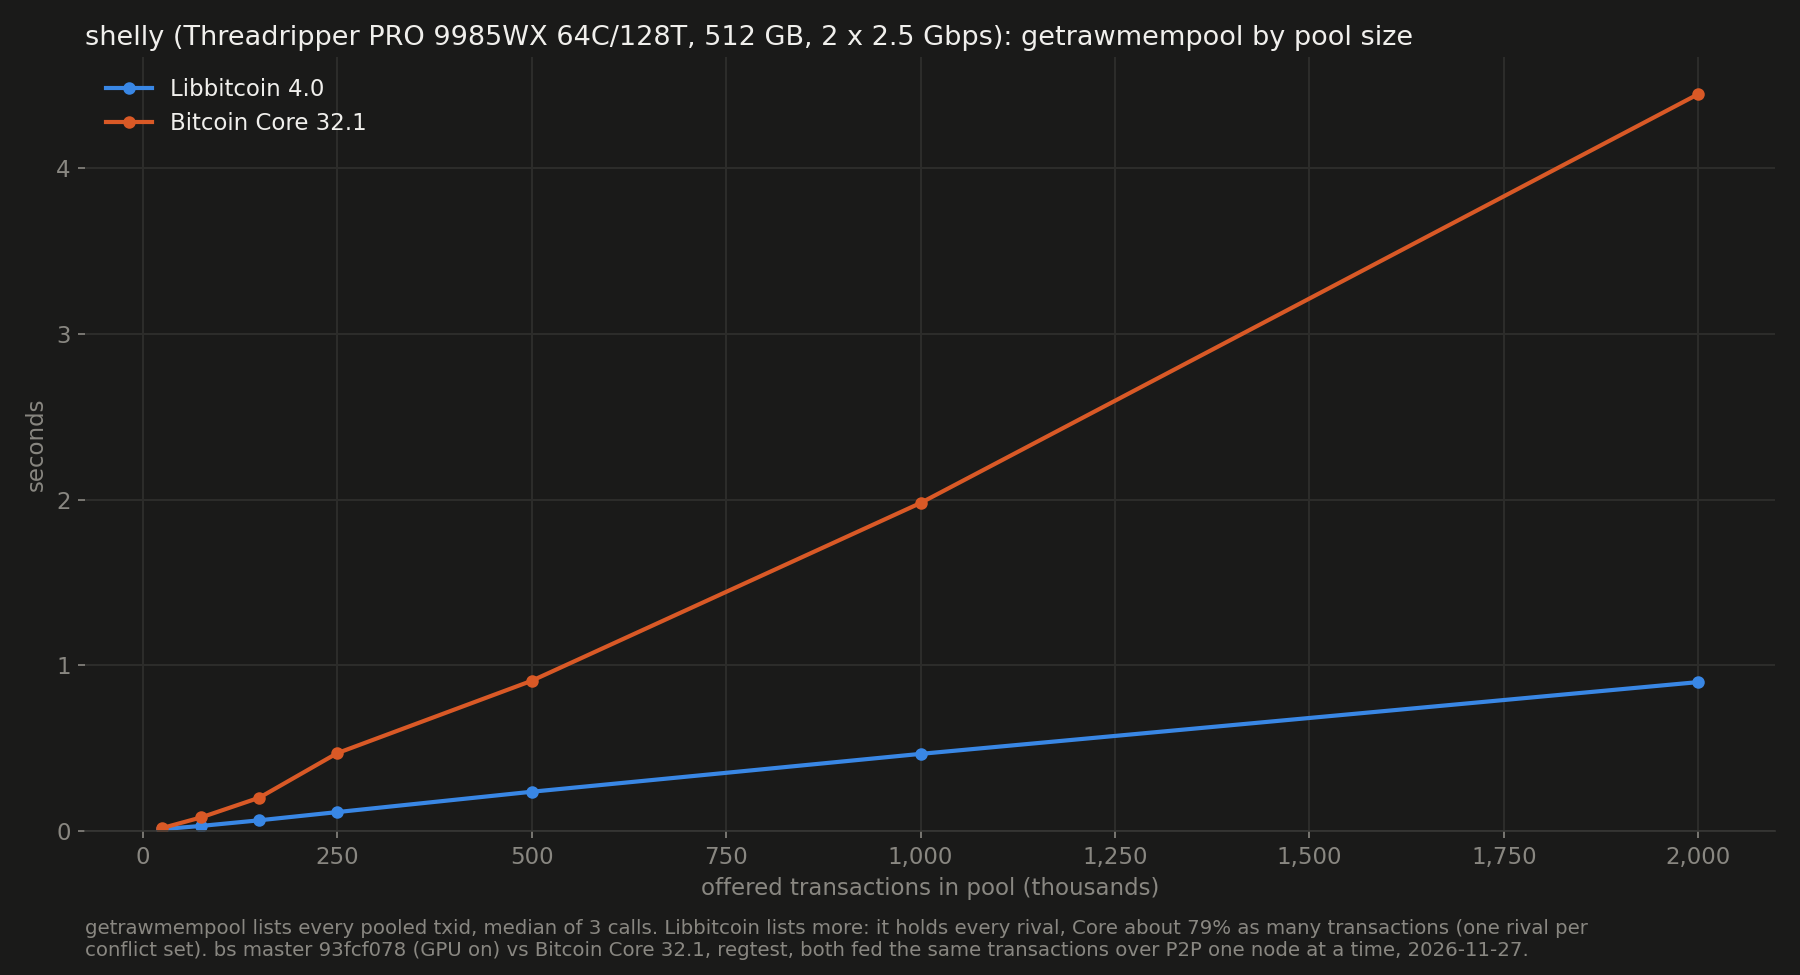 shelly (Threadripper PRO 9985WX 64C/128T, 512 GB, 2 x 2.5 Gbps): getrawmempool by pool size
Libbitcoin 4.0
Bitcoin Core 32.1
4
3
2
1
0
seconds
0
250
500
750
1,000
1,250
1,500
1,750
2,000
offered transactions in pool (thousands)
getrawmempool lists every pooled txid, median of 3 calls. Libbitcoin lists more: it holds every rival, Core about 79% as many transactions (one rival per
conflict set). bs master 93fcf078 (GPU on) vs Bitcoin Core 32.1, regtest, both fed the same transactions over P2P one node at a time, 2026-11-27.